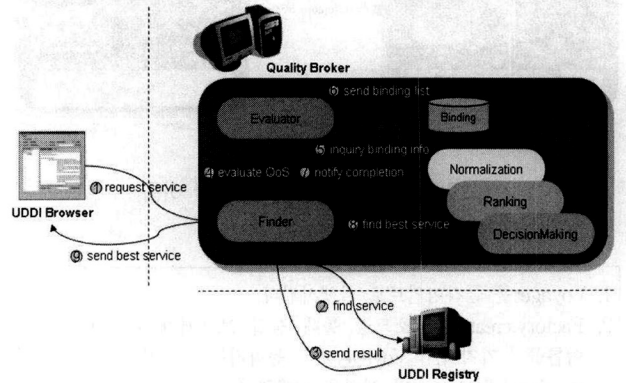 Quality Broker
⑥ send binding list
Evaluator
Binding
⑤ inquiry binding info
④ evaluate QoS ⑦ notify completion
Normalization
① request service
Ranking
UDDI Browser
Finder
⑧ find best service
DecisionMaking
⑨ send best service
② find service
③ send result
UDDI Registry